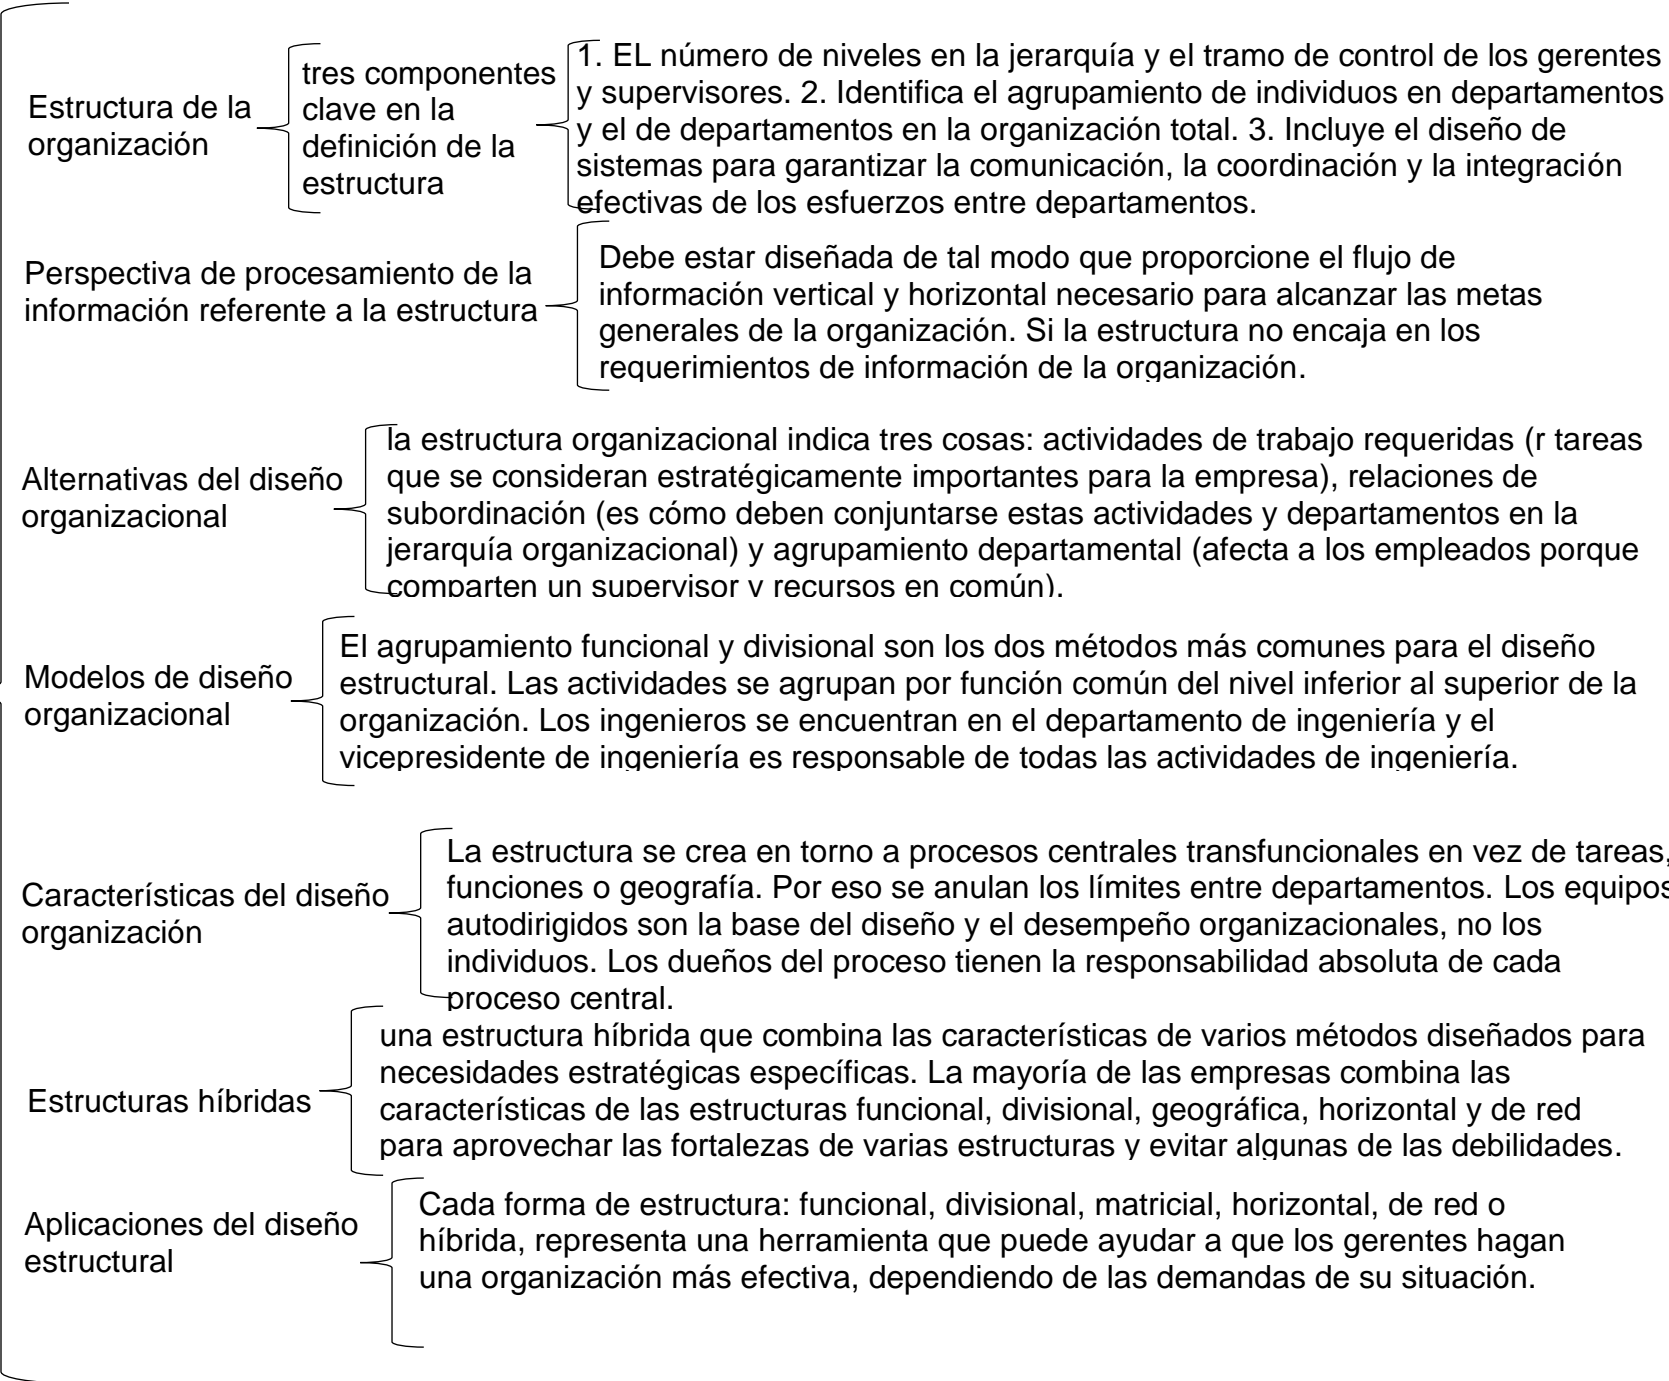 Estructura de la
organización
tres componentes
clave en la
definición de la
estructura
1. EL número de niveles en la jerarquía y el tramo de control de los gerentes
y supervisores. 2. Identifica el agrupamiento de individuos en departamentos
y el de departamentos en la organización total. 3. Incluye el diseño de
sistemas para garantizar la comunicación, la coordinación y la integración
efectivas de los esfuerzos entre departamentos.
Perspectiva de procesamiento de la
información referente a la estructura
Debe estar diseñada de tal modo que proporcione el flujo de
información vertical y horizontal necesario para alcanzar las metas
generales de la organización. Si la estructura no encaja en los
requerimientos de información de la organización.
Alternativas del diseño
organizacional
la estructura organizacional indica tres cosas: actividades de trabajo requeridas (r tareas
que se consideran estratégicamente importantes para la empresa), relaciones de
subordinación (es cómo deben conjuntarse estas actividades y departamentos en la
jerarquía organizacional) y agrupamiento departamental (afecta a los empleados porque
comparten un supervisor y recursos en común).
Modelos de diseño
organizacional
El agrupamiento funcional y divisional son los dos métodos más comunes para el diseño
estructural. Las actividades se agrupan por función común del nivel inferior al superior de la
organización. Los ingenieros se encuentran en el departamento de ingeniería y el
vicepresidente de ingeniería es responsable de todas las actividades de ingeniería.
Características del diseño
organización
La estructura se crea en torno a procesos centrales transfuncionales en vez de tareas,
funciones o geografía. Por eso se anulan los límites entre departamentos. Los equipos
autodirigidos son la base del diseño y el desempeño organizacionales, no los
individuos. Los dueños del proceso tienen la responsabilidad absoluta de cada
proceso central.
Estructuras híbridas
una estructura híbrida que combina las características de varios métodos diseñados para
necesidades estratégicas específicas. La mayoría de las empresas combina las
características de las estructuras funcional, divisional, geográfica, horizontal y de red
para aprovechar las fortalezas de varias estructuras y evitar algunas de las debilidades.
Aplicaciones del diseño
estructural
Cada forma de estructura: funcional, divisional, matricial, horizontal, de red o
híbrida, representa una herramienta que puede ayudar a que los gerentes hagan
una organización más efectiva, dependiendo de las demandas de su situación.